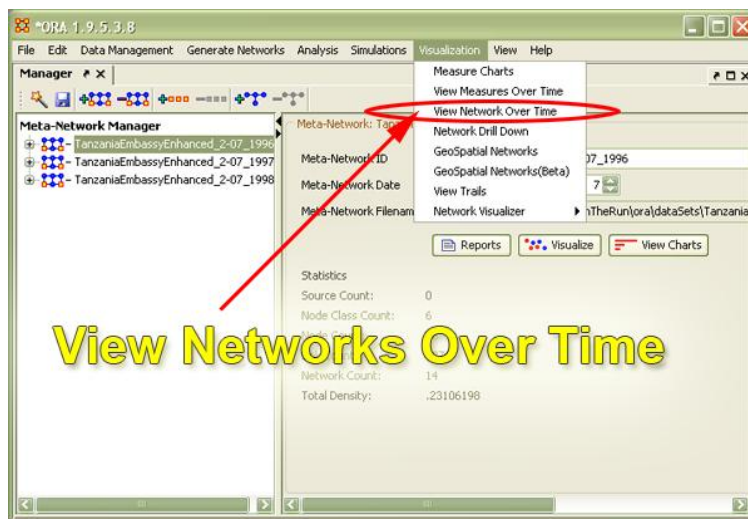 *ORA 1.9.5.3.8
File Edit Data Management Generate Networks Analysis Simulations Visualization View Help
Manager
Measure Charts
View Measures Over Time
View Network Over Time
Network Drill Down
GeoSpatial Networks
GeoSpatial Networks(Beta)
View Trails
Network Visualizer
Meta-Network Manager
- TanzaniaEmbassyEnhanced_2-07_1996
- TanzaniaEmbassyEnhanced_2-07_1997
- TanzaniaEmbassyEnhanced_2-07_1998
Meta-Network:
Meta-Network ID 07_1996
Meta-Network Date 7
Meta-Network Filenam nTheRun\ora\dataSets\Tanzania
Reports Visualize View Charts
Statistics
Source Count: 0
Node Class Count: 6
View Networks Over Time
Network Count: 14
Total Density: .23106198